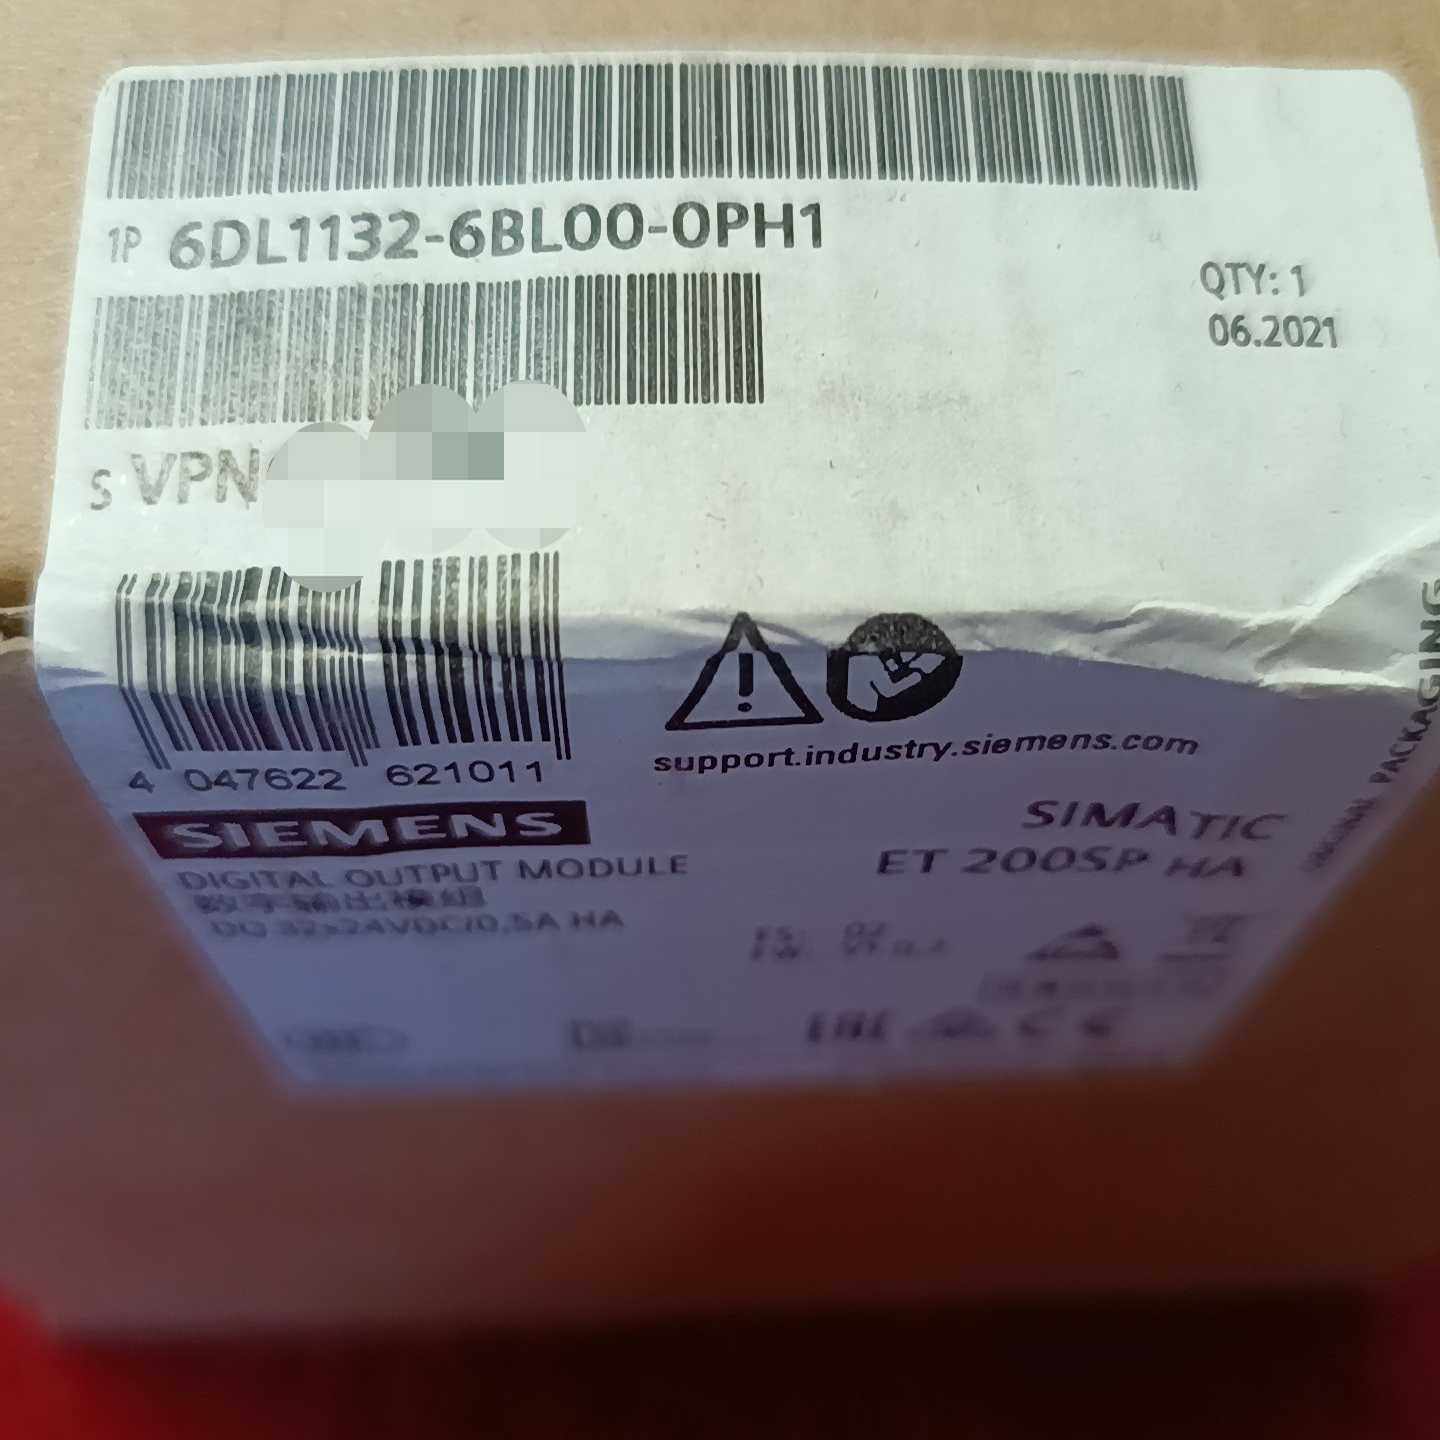 1P 6DL1132-6BL00-0PH1
QTY: 1
06.2021
S VPN
4 047622 621011
support.industry.siemens.com
ORIGINAL PACKAGING
SIEMENS
SIMATIC
ET 200SP HA
DIGITAL OUTPUT MODULE
数字输出模组
DQ 32x24VDC/0,5A HA